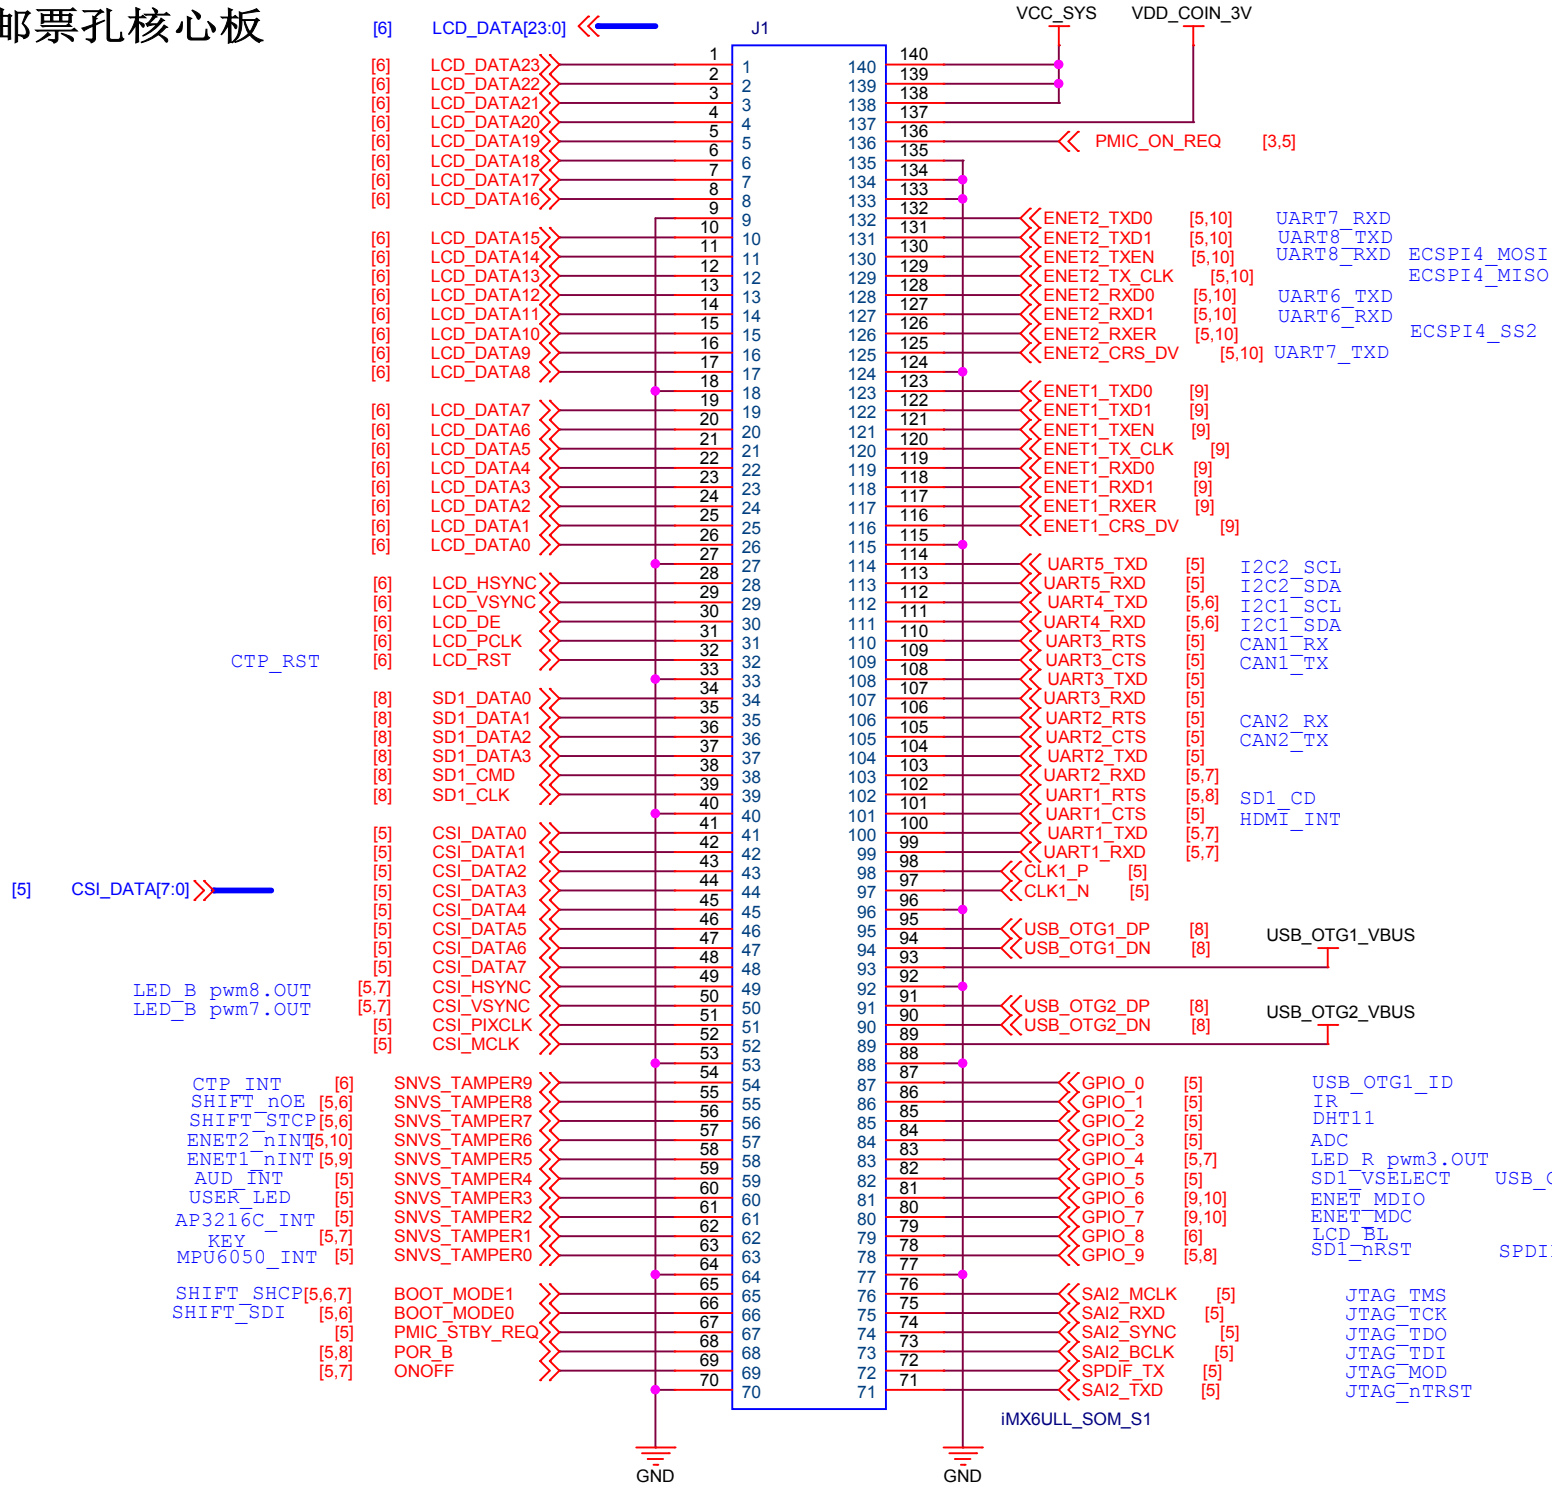 邮票孔核心板
[6] LCD_DATA[23:0]
J1
VCC_SYS VDD_COIN_3V
[6] LCD_DATA23 1 1 140 140
[6] LCD_DATA22 2 2 139 139
[6] LCD_DATA21 3 3 138 138
[6] LCD_DATA20 4 4 137 137
[6] LCD_DATA19 5 5 136 136 PMIC_ON_REQ [3,5]
[6] LCD_DATA18 6 6 135 135
[6] LCD_DATA17 7 7 134 134
[6] LCD_DATA16 8 8 133 133
9 9 132 132 ENET2_TXD0 [5,10] UART7_RXD
[6] LCD_DATA15 10 10 131 131 ENET2_TXD1 [5,10] UART8_TXD
[6] LCD_DATA14 11 11 130 130 ENET2_TXEN [5,10] UART8_RXD ECSPI4_MOSI
[6] LCD_DATA13 12 12 129 129 ENET2_TX_CLK [5,10] ECSPI4_MISO
[6] LCD_DATA12 13 13 128 128 ENET2_RXD0 [5,10] UART6_TXD
[6] LCD_DATA11 14 14 127 127 ENET2_RXD1 [5,10] UART6_RXD
[6] LCD_DATA10 15 15 126 126 ENET2_RXER [5,10] ECSPI4_SS2
[6] LCD_DATA9 16 16 125 125 ENET2_CRS_DV [5,10] UART7_TXD
[6] LCD_DATA8 17 17 124 124
18 18 123 123 ENET1_TXD0 [9]
[6] LCD_DATA7 19 19 122 122 ENET1_TXD1 [9]
[6] LCD_DATA6 20 20 121 121 ENET1_TXEN [9]
[6] LCD_DATA5 21 21 120 120 ENET1_TX_CLK [9]
[6] LCD_DATA4 22 22 119 119 ENET1_RXD0 [9]
[6] LCD_DATA3 23 23 118 118 ENET1_RXD1 [9]
[6] LCD_DATA2 24 24 117 117 ENET1_RXER [9]
[6] LCD_DATA1 25 25 116 116 ENET1_CRS_DV [9]
[6] LCD_DATA0 26 26 115 115
27 27 114 114 UART5_TXD [5] I2C2_SCL
[6] LCD_HSYNC 28 28 113 113 UART5_RXD [5] I2C2_SDA
[6] LCD_VSYNC 29 29 112 112 UART4_TXD [5,6] I2C1_SCL
[6] LCD_DE 30 30 111 111 UART4_RXD [5,6] I2C1_SDA
[6] LCD_PCLK 31 31 110 110 UART3_RTS [5] CAN1_RX
CTP_RST [6] LCD_RST 32 32 109 109 UART3_CTS [5] CAN1_TX
33 33 108 108 UART3_TXD [5]
[8] SD1_DATA0 34 34 107 107 UART3_RXD [5]
[8] SD1_DATA1 35 35 106 106 UART2_RTS [5] CAN2_RX
[8] SD1_DATA2 36 36 105 105 UART2_CTS [5] CAN2_TX
[8] SD1_DATA3 37 37 104 104 UART2_TXD [5]
[8] SD1_CMD 38 38 103 103 UART2_RXD [5,7]
[8] SD1_CLK 39 39 102 102 UART1_RTS [5,8] SD1_CD
40 40 101 101 UART1_CTS [5] HDMI_INT
[5] CSI_DATA0 41 41 100 100 UART1_TXD [5,7]
[5] CSI_DATA1 42 42 99 99 UART1_RXD [5,7]
[5] CSI_DATA2 43 43 98 98 CLK1_P [5]
[5] CSI_DATA[7:0] [5] CSI_DATA3 44 44 97 97 CLK1_N [5]
[5] CSI_DATA4 45 45 96 96
[5] CSI_DATA5 46 46 95 95 USB_OTG1_DP [8] USB_OTG1_VBUS
[5] CSI_DATA6 47 47 94 94 USB_OTG1_DN [8]
[5] CSI_DATA7 48 48 93 93
LED_B pwm8.OUT [5,7] CSI_HSYNC 49 49 92 92
LED_B pwm7.OUT [5,7] CSI_VSYNC 50 50 91 91 USB_OTG2_DP [8] USB_OTG2_VBUS
[5] CSI_PIXCLK 51 51 90 90 USB_OTG2_DN [8]
[5] CSI_MCLK 52 52 89 89
53 53 88 88
CTP_INT [6] SNVS_TAMPER9 54 54 87 87 GPIO_0 [5] USB_OTG1_ID
SHIFT_nOE [5,6] SNVS_TAMPER8 55 55 86 86 GPIO_1 [5] IR
SHIFT_STCP [5,6] SNVS_TAMPER7 56 56 85 85 GPIO_2 [5] DHT11
ENET2_nINT [5,10] SNVS_TAMPER6 57 57 84 84 GPIO_3 [5] ADC
ENET1_nINT [5,9] SNVS_TAMPER5 58 58 83 83 GPIO_4 [5,7] LED_R pwm3.OUT
AUD_INT [5] SNVS_TAMPER4 59 59 82 82 GPIO_5 [5] SD1_VSELECT
USER_LED [5] SNVS_TAMPER3 60 60 81 81 GPIO_6 [9,10] ENET_MDIO
AP3216C_INT [5] SNVS_TAMPER2 61 61 80 80 GPIO_7 [9,10] ENET_MDC
KEY [5,7] SNVS_TAMPER1 62 62 79 79 GPIO_8 [6] LCD_BL
MPU6050_INT [5] SNVS_TAMPER0 63 63 78 78 GPIO_9 [5,8] SD1_nRST
64 64 77 77
SHIFT_SHCP [5,6,7] BOOT_MODE1 65 65 76 76 SAI2_MCLK [5] JTAG_TMS
SHIFT_SDI [5,6] BOOT_MODE0 66 66 75 75 SAI2_RXD [5] JTAG_TCK
[5] PMIC_STBY_REQ 67 67 74 74 SAI2_SYNC [5] JTAG_TDO
[5,8] POR_B 68 68 73 73 SAI2_BCLK [5] JTAG_TDI
[5,7] ONOFF 69 69 72 72 SPDIF_TX [5] JTAG_MOD
70 70 71 71 SAI2_TXD [5] JTAG_nTRST
iMX6ULL_SOM_S1
GND GND